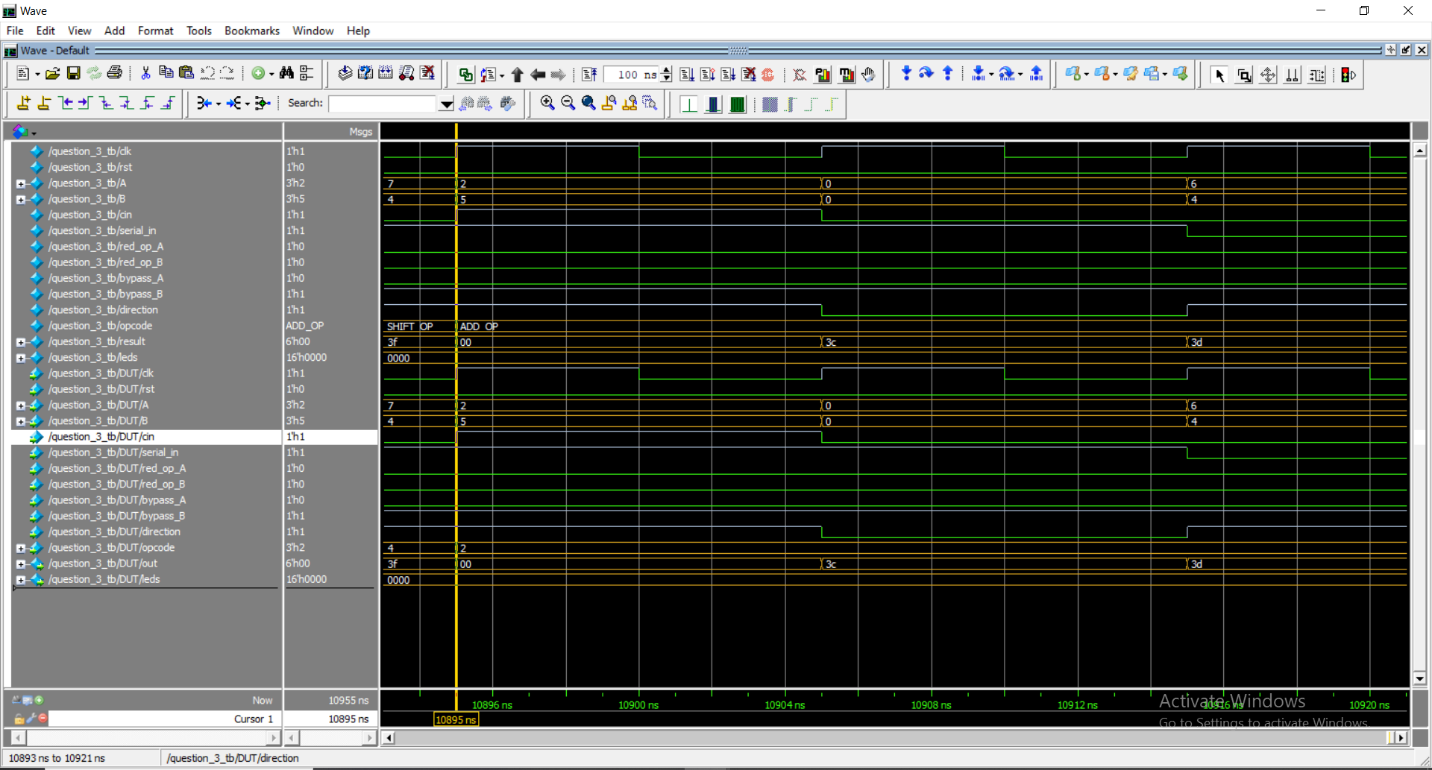 Wave
File Edit View Add Format Tools Bookmarks Window Help
Wave - Default
100 ns
Search:
Msgs
/question_3_tb/clk 1'h1
/question_3_tb/rst 1'h0
/question_3_tb/A 3'h2 7 2 0 6
/question_3_tb/B 3'h5 4 5 0 4
/question_3_tb/cin 1'h1
/question_3_tb/serial_in 1'h1
/question_3_tb/red_op_A 1'h0
/question_3_tb/red_op_B 1'h0
/question_3_tb/bypass_A 1'h0
/question_3_tb/bypass_B 1'h1
/question_3_tb/direction 1'h1
/question_3_tb/opcode ADD_OP SHIFT_OP ADD_OP
/question_3_tb/result 6'h00 3f 00 3c 3d
/question_3_tb/leds 16'h0000 0000
/question_3_tb/DUT/clk 1'h1
/question_3_tb/DUT/rst 1'h0
/question_3_tb/DUT/A 3'h2 7 2 0 6
/question_3_tb/DUT/B 3'h5 4 5 0 4
/question_3_tb/DUT/cin 1'h1
/question_3_tb/DUT/serial_in 1'h1
/question_3_tb/DUT/red_op_A 1'h0
/question_3_tb/DUT/red_op_B 1'h0
/question_3_tb/DUT/bypass_A 1'h0
/question_3_tb/DUT/bypass_B 1'h1
/question_3_tb/DUT/direction 1'h1
/question_3_tb/DUT/opcode 3'h2 4 2
/question_3_tb/DUT/out 6'h00 3f 00 3c 3d
/question_3_tb/DUT/leds 16'h0000 0000
Now 10955 ns 10896 ns 10900 ns 10904 ns 10908 ns 10912 ns 10916 ns 10920 ns
Activate Windows
Cursor 1 10895 ns 10895 ns
Go to Settings to activate Windows.
10893 ns to 10921 ns /question_3_tb/DUT/direction